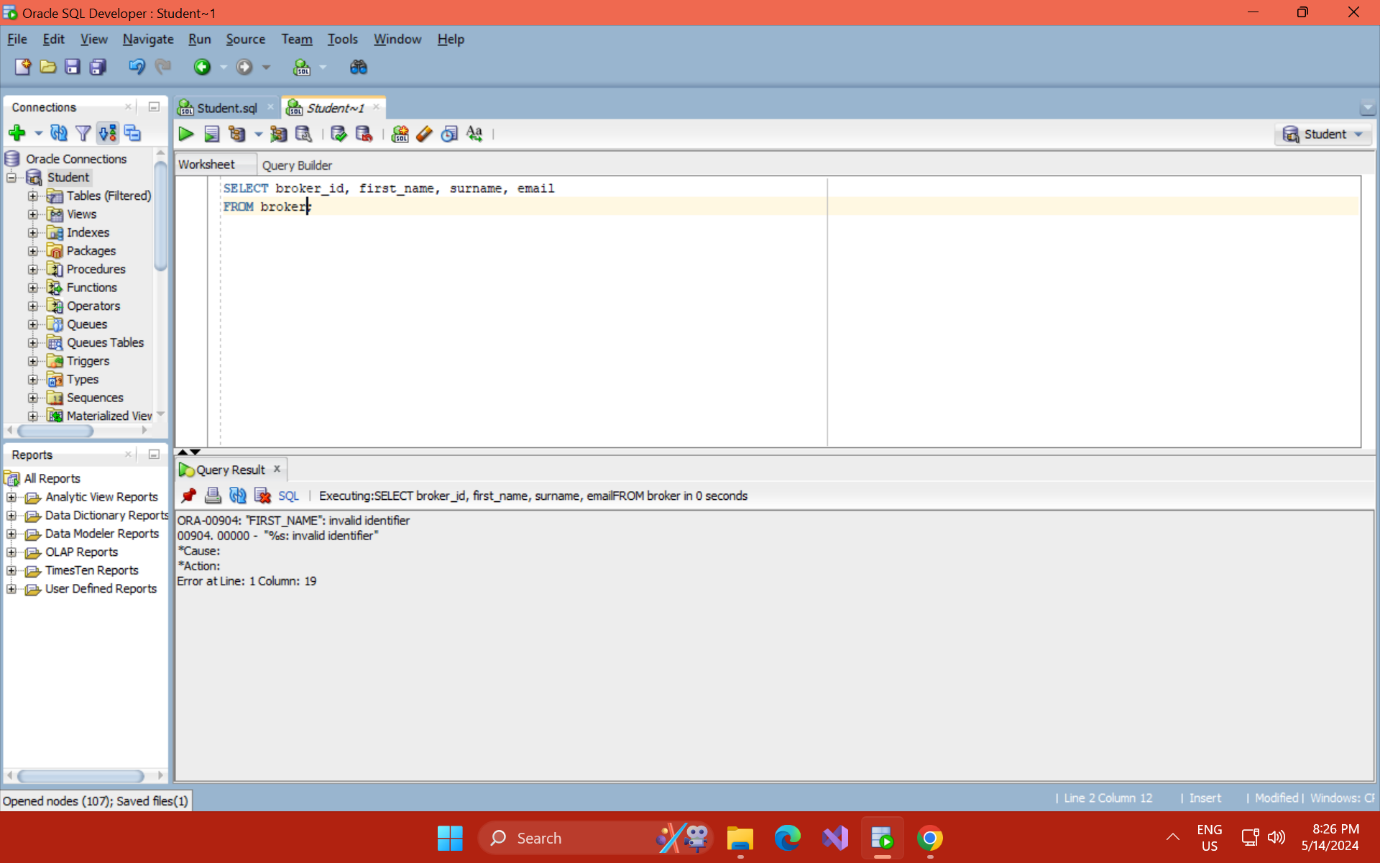 Oracle SQL Developer : Student~1
File Edit View Navigate Run Source Team Tools Window Help
Connections
Student.sql
Student~1
Student
Oracle Connections
Student
Tables (Filtered)
Views
Indexes
Packages
Procedures
Functions
Operators
Queues
Queues Tables
Triggers
Types
Sequences
Materialized View
Worksheet Query Builder
SELECT broker_id, first_name, surname, email
FROM broker;
Reports
All Reports
Analytic View Reports
Data Dictionary Reports
Data Modeler Reports
OLAP Reports
TimesTen Reports
User Defined Reports
Query Result
SQL | Executing:SELECT broker_id, first_name, surname, emailFROM broker in 0 seconds
ORA-00904: "FIRST_NAME": invalid identifier
00904. 00000 - "%s: invalid identifier"
*Cause:
*Action:
Error at Line: 1 Column: 19
Opened nodes (107); Saved files(1)
| Line 2 Column 12 | Insert | Modified | Windows: CF
Search
ENG
US
8:26 PM
5/14/2024